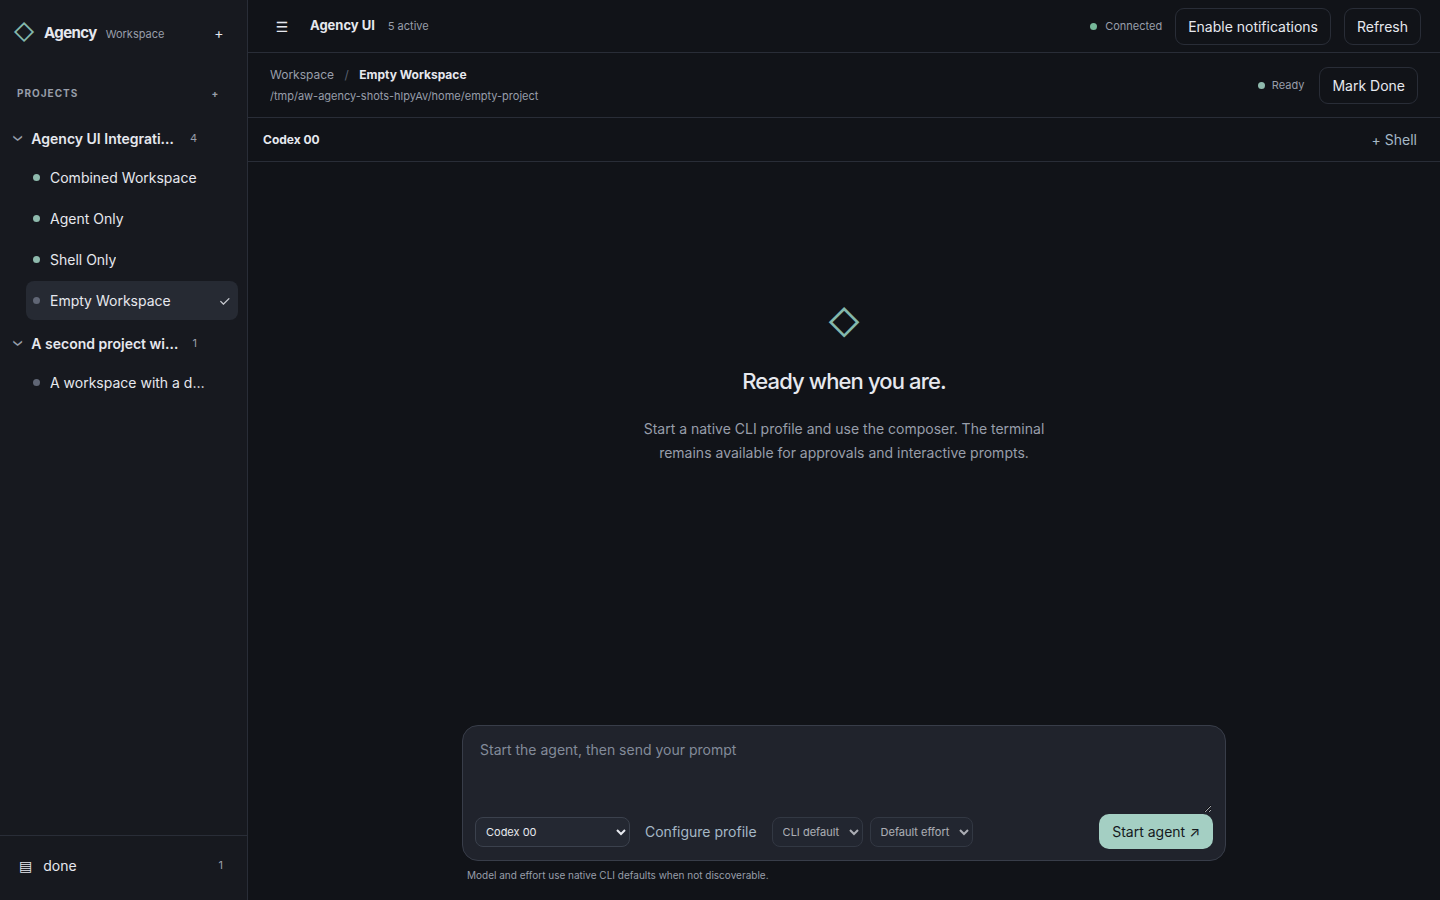 Agency Workspace +
PROJECTS +
Agency UI Integrati... 4
Combined Workspace
Agent Only
Shell Only
Empty Workspace ✓
A second project wi... 1
A workspace with a d...
done 1
☰ Agency UI 5 active
Connected
Enable notifications
Refresh
Workspace / Empty Workspace
/tmp/aw-agency-shots-hlpyAv/home/empty-project
Ready
Mark Done
Codex 00
+ Shell
Ready when you are.
Start a native CLI profile and use the composer. The terminal
remains available for approvals and interactive prompts.
Start the agent, then send your prompt
Codex 00
Configure profile
CLI default
Default effort
Start agent ↗
Model and effort use native CLI defaults when not discoverable.